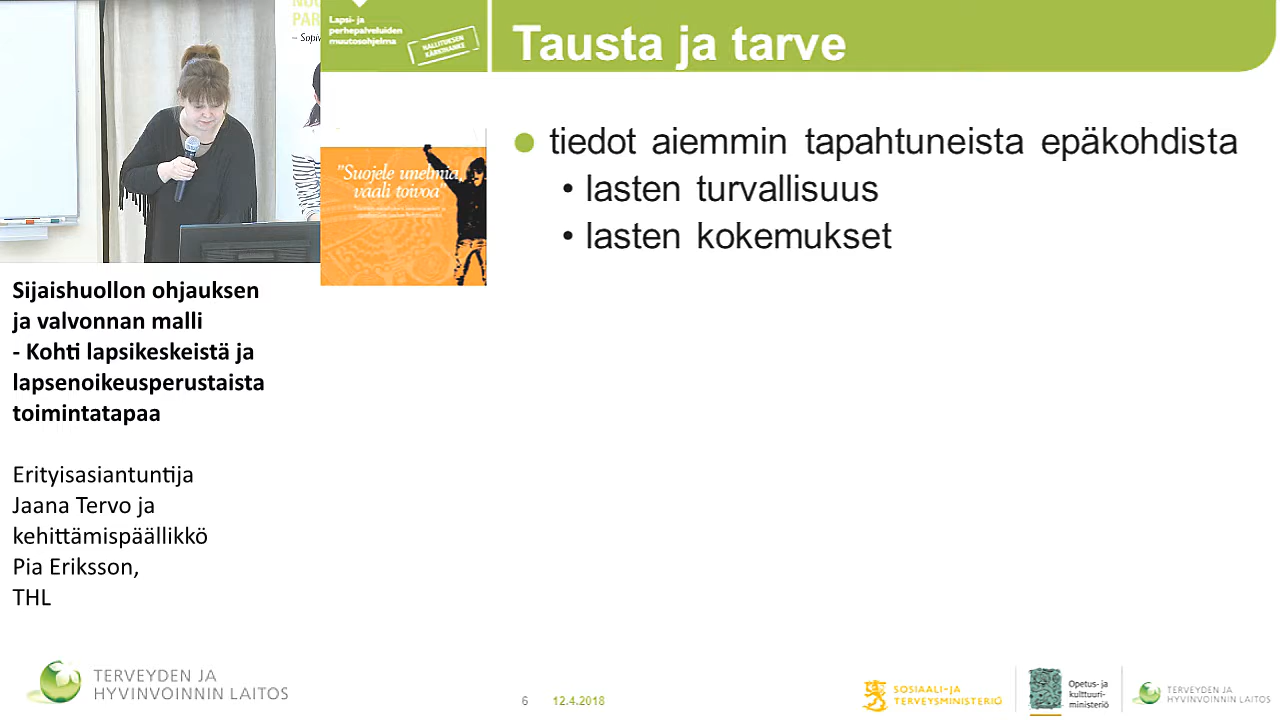 PAR
– Sopiv
Lapsi- ja
perhepalveluiden
muutosohjelma
HALLITUKSEN
KÄRKIHANKE
Tausta ja tarve
"Suojele unelmia,
vaali toivoa"
tiedot aiemmin tapahtuneista epäkohdista
• lasten turvallisuus
• lasten kokemukset
Sijaishuollon ohjauksen
ja valvonnan malli
- Kohti lapsikeskeistä ja
lapsenoikeusperustaista
toimintatapaa
Erityisasiantuntija
Jaana Tervo ja
kehittämispäällikkö
Pia Eriksson,
THL
TERVEYDEN JA
HYVINVOINNIN LAITOS
6 12.4.2018
SOSIAALI- JA
TERVEYSMINISTERIÖ
Opetus- ja
kulttuuri-
ministeriö
TERVEYDEN JA
HYVINVOINNIN LAITOS